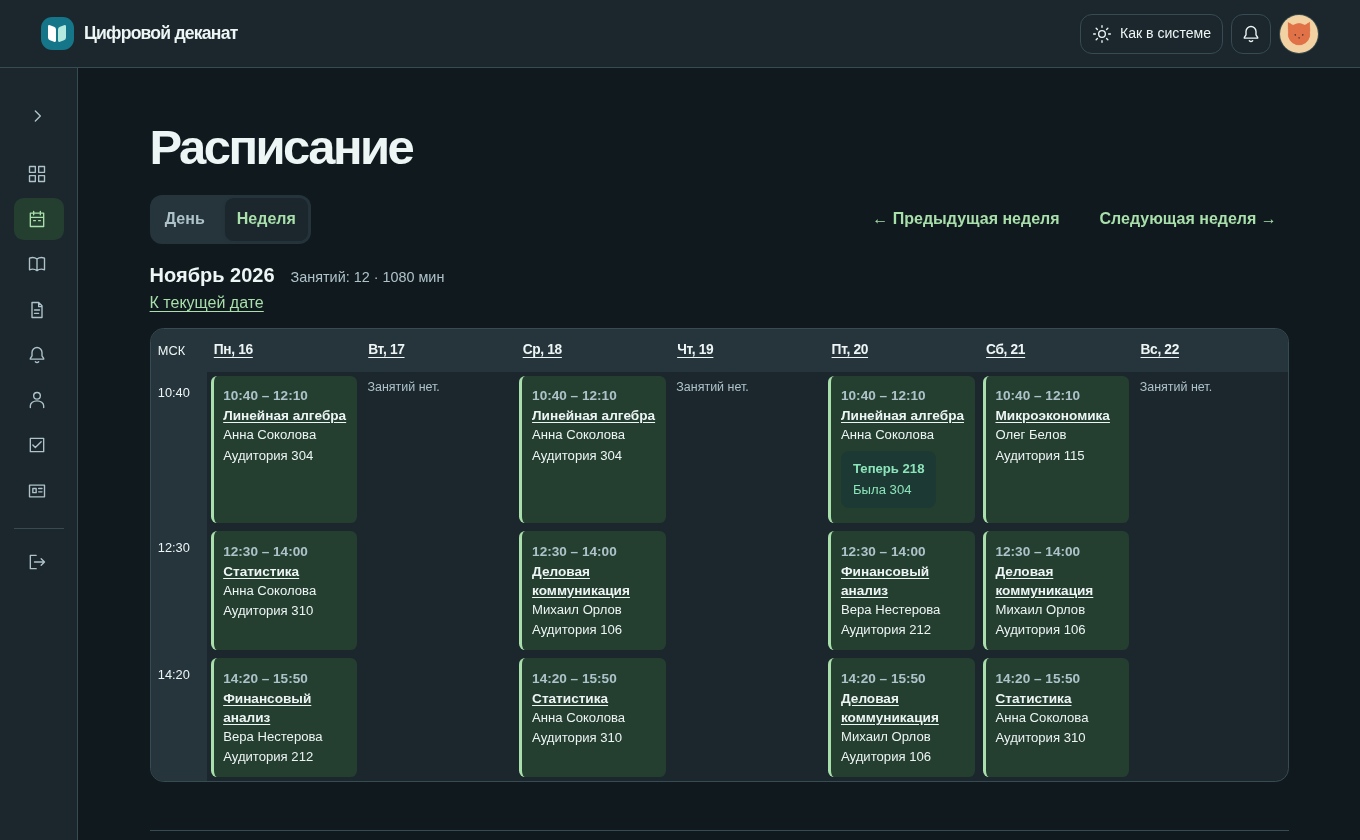 Цифровой деканат
Как в системе
Расписание
День
Неделя
← Предыдущая неделя
Следующая неделя →
Ноябрь 2026
Занятий: 12 · 1080 мин
К текущей дате
МСК
Пн, 16
Вт, 17
Ср, 18
Чт, 19
Пт, 20
Сб, 21
Вс, 22
10:40
10:40 – 12:10
Линейная алгебра
Анна Соколова
Аудитория 304
Занятий нет.
10:40 – 12:10
Линейная алгебра
Анна Соколова
Аудитория 304
Занятий нет.
10:40 – 12:10
Линейная алгебра
Анна Соколова
Теперь 218
Была 304
10:40 – 12:10
Микроэкономика
Олег Белов
Аудитория 115
Занятий нет.
12:30
12:30 – 14:00
Статистика
Анна Соколова
Аудитория 310
12:30 – 14:00
Деловая
коммуникация
Михаил Орлов
Аудитория 106
12:30 – 14:00
Финансовый
анализ
Вера Нестерова
Аудитория 212
12:30 – 14:00
Деловая
коммуникация
Михаил Орлов
Аудитория 106
14:20
14:20 – 15:50
Финансовый
анализ
Вера Нестерова
Аудитория 212
14:20 – 15:50
Статистика
Анна Соколова
Аудитория 310
14:20 – 15:50
Деловая
коммуникация
Михаил Орлов
Аудитория 106
14:20 – 15:50
Статистика
Анна Соколова
Аудитория 310